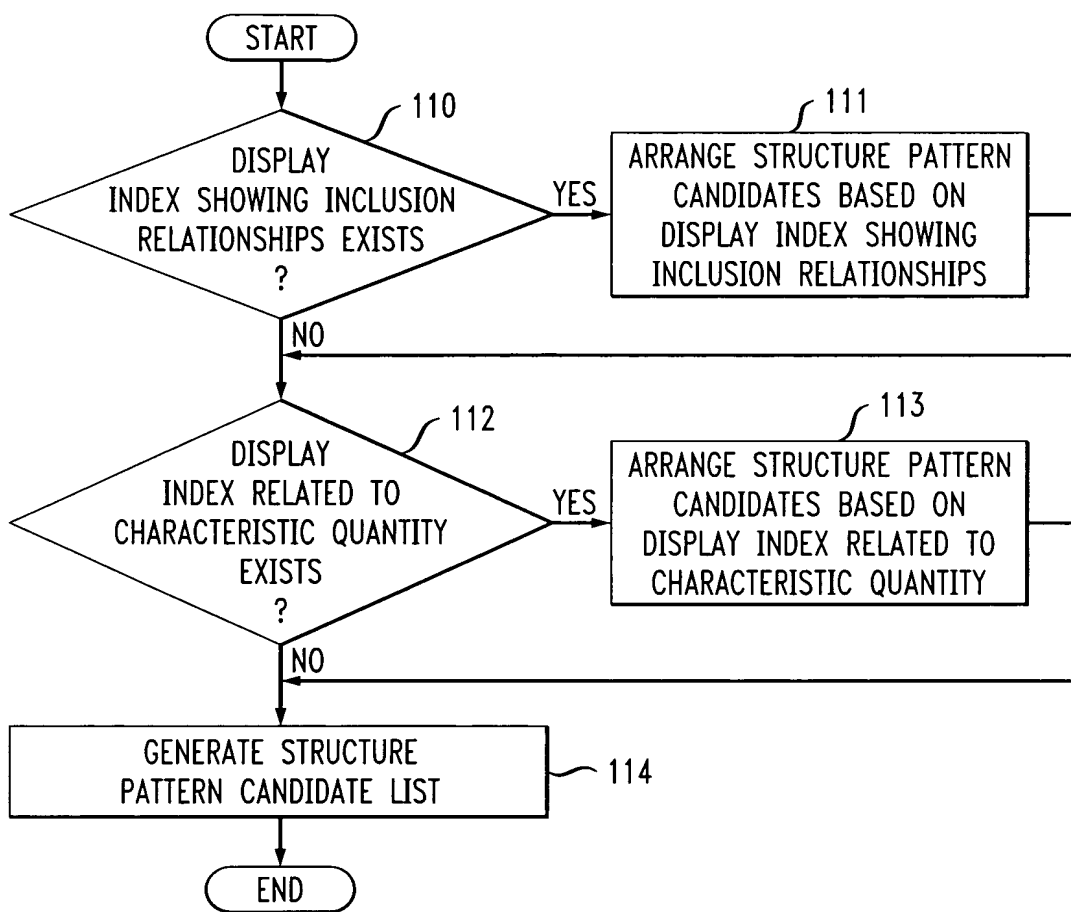 START
110
DISPLAY
INDEX SHOWING INCLUSION
RELATIONSHIPS EXISTS
?
YES
111
ARRANGE STRUCTURE PATTERN
CANDIDATES BASED ON
DISPLAY INDEX SHOWING
INCLUSION RELATIONSHIPS
NO
112
DISPLAY
INDEX RELATED TO
CHARACTERISTIC QUANTITY
EXISTS
?
YES
113
ARRANGE STRUCTURE PATTERN
CANDIDATES BASED ON
DISPLAY INDEX RELATED TO
CHARACTERISTIC QUANTITY
NO
GENERATE STRUCTURE
PATTERN CANDIDATE LIST
114
END